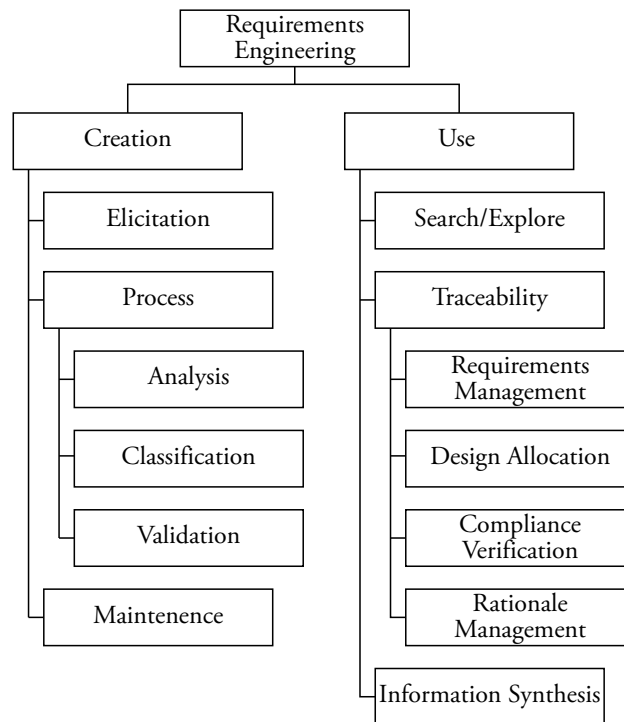 Requirements
Engineering
Creation
Elicitation
Process
Analysis
Classification
Validation
Maintenence
Use
Search/Explore
Traceability
Requirements
Management
Design Allocation
Compliance
Verification
Rationale
Management
Information Synthesis